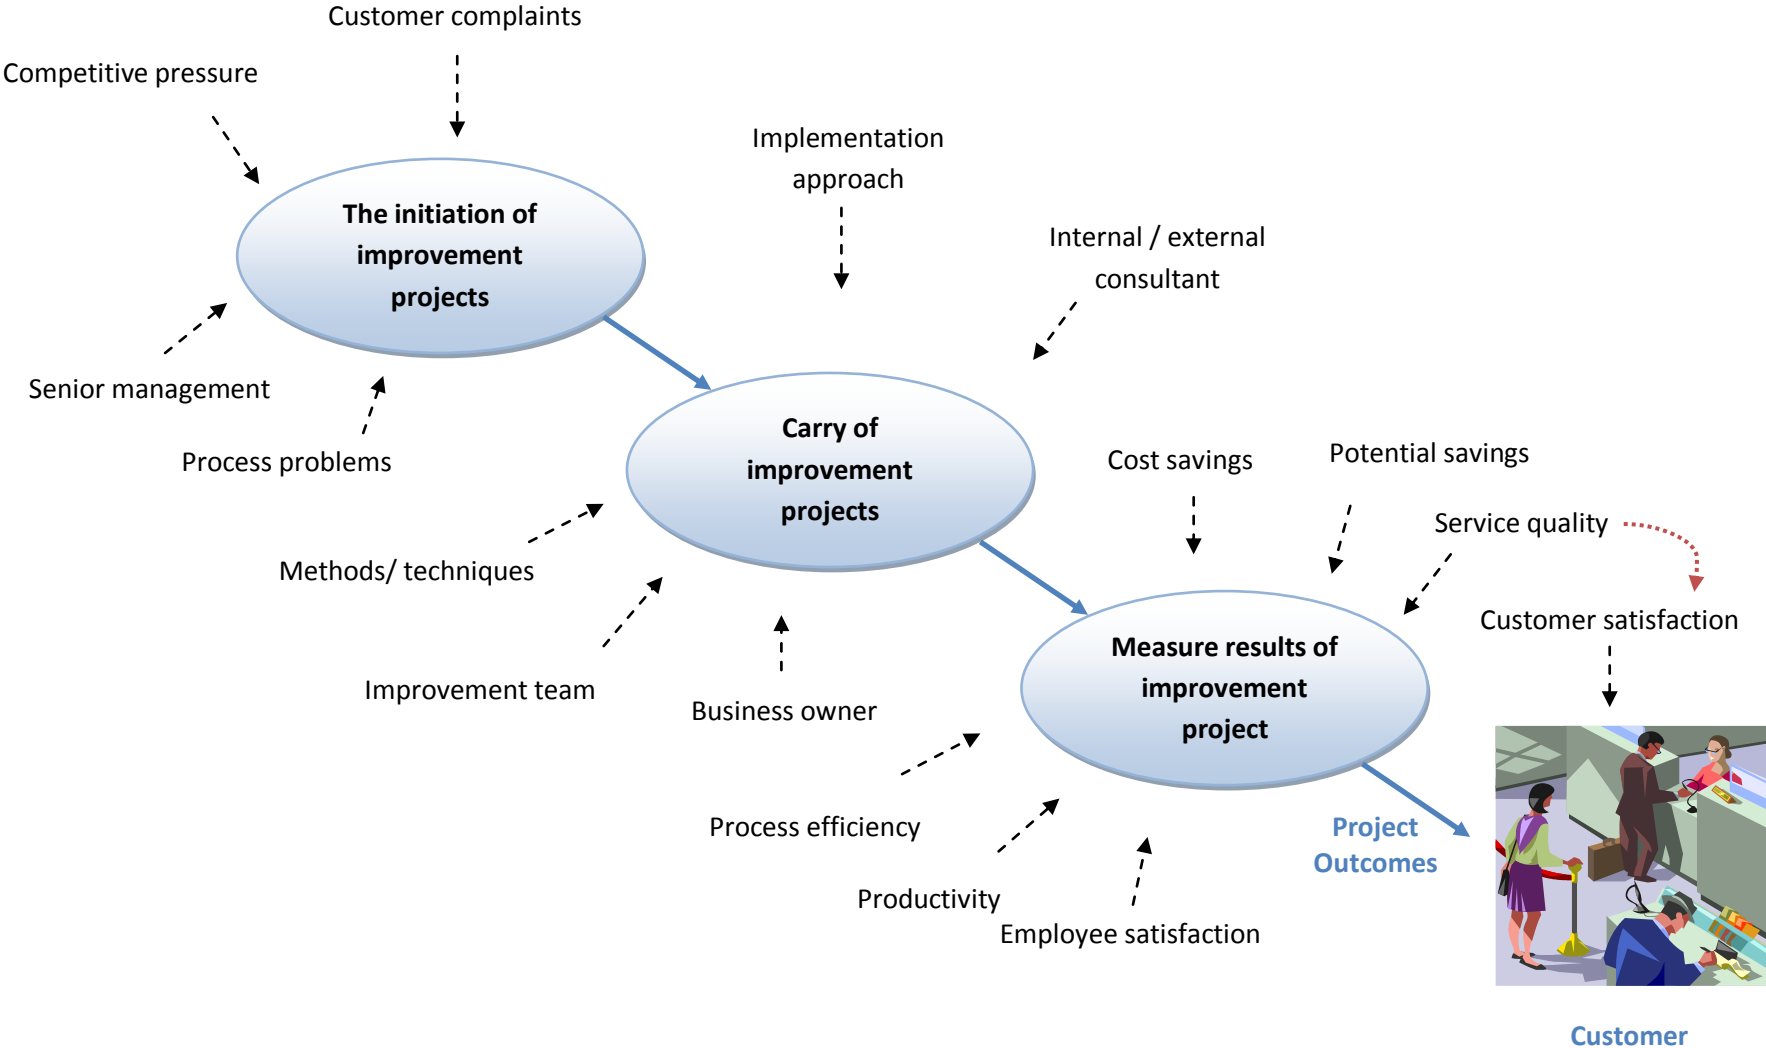 Customer complaints
Competitive pressure
Implementation
approach
The initiation of
improvement
projects
Internal / external
consultant
Senior management
Process problems
Carry of
improvement
projects
Cost savings
Potential savings
Service quality
Methods/ techniques
Customer satisfaction
Improvement team
Business owner
Measure results of
improvement
project
Process efficiency
Project
Outcomes
Productivity
Employee satisfaction
Customer